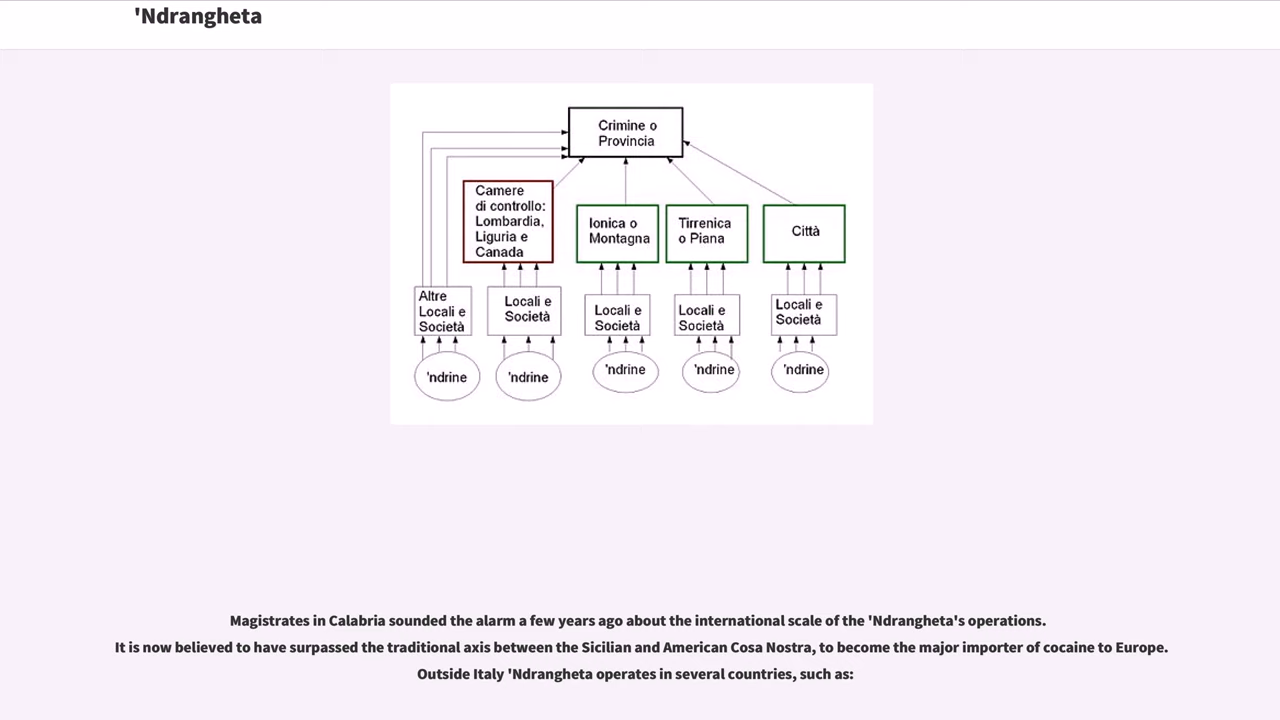 'Ndrangheta
Crimine o
Provincia
Camere
di controllo:
Lombardia,
Liguria e
Canada
Ionica o
Montagna
Tirrenica
o Piana
Città
Altre
Locali e
Società
Locali e
Società
Locali e
Società
Locali e
Società
Locali e
Società
'ndrine
'ndrine
'ndrine
'ndrine
'ndrine
Magistrates in Calabria sounded the alarm a few years ago about the international scale of the 'Ndrangheta's operations.
It is now believed to have surpassed the traditional axis between the Sicilian and American Cosa Nostra, to become the major importer of cocaine to Europe.
Outside Italy 'Ndrangheta operates in several countries, such as: